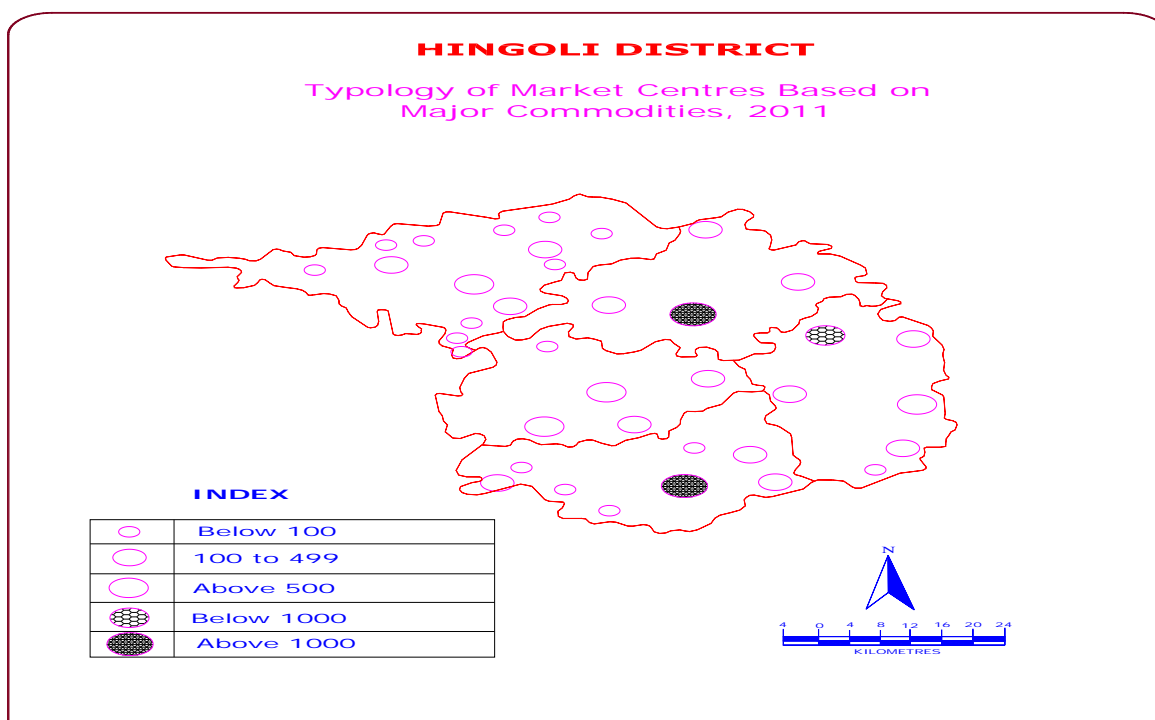 HINGOLI DISTRICT
Typology of Market Centres Based on
Major Commodities, 2011
INDEX
Below 100
100 to 499
Above 500
Below 1000
Above 1000
N
4 0 4 8 12 16 20 24
KILOMETRES